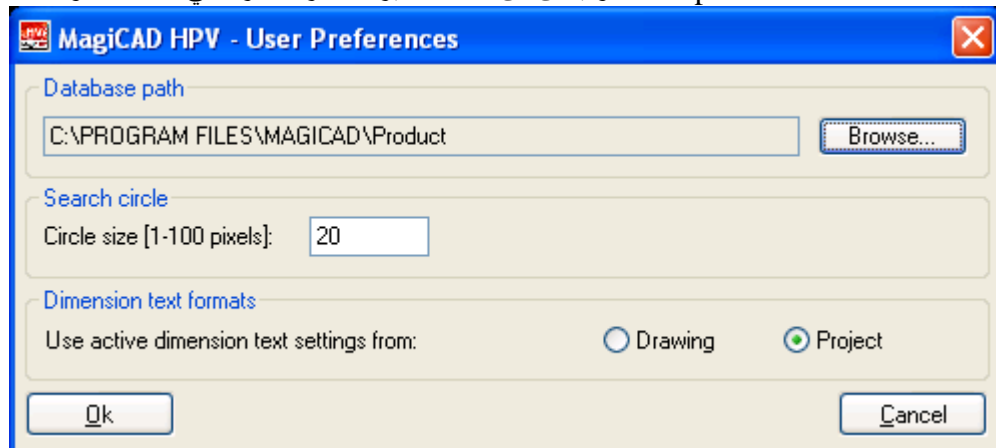 MagiCAD HPV - User Preferences
Database path
C:\PROGRAM FILES\MAGICAD\Product
Browse...
Search circle
Circle size [1-100 pixels]: 20
Dimension text formats
Use active dimension text settings from: Drawing Project
Ok Cancel